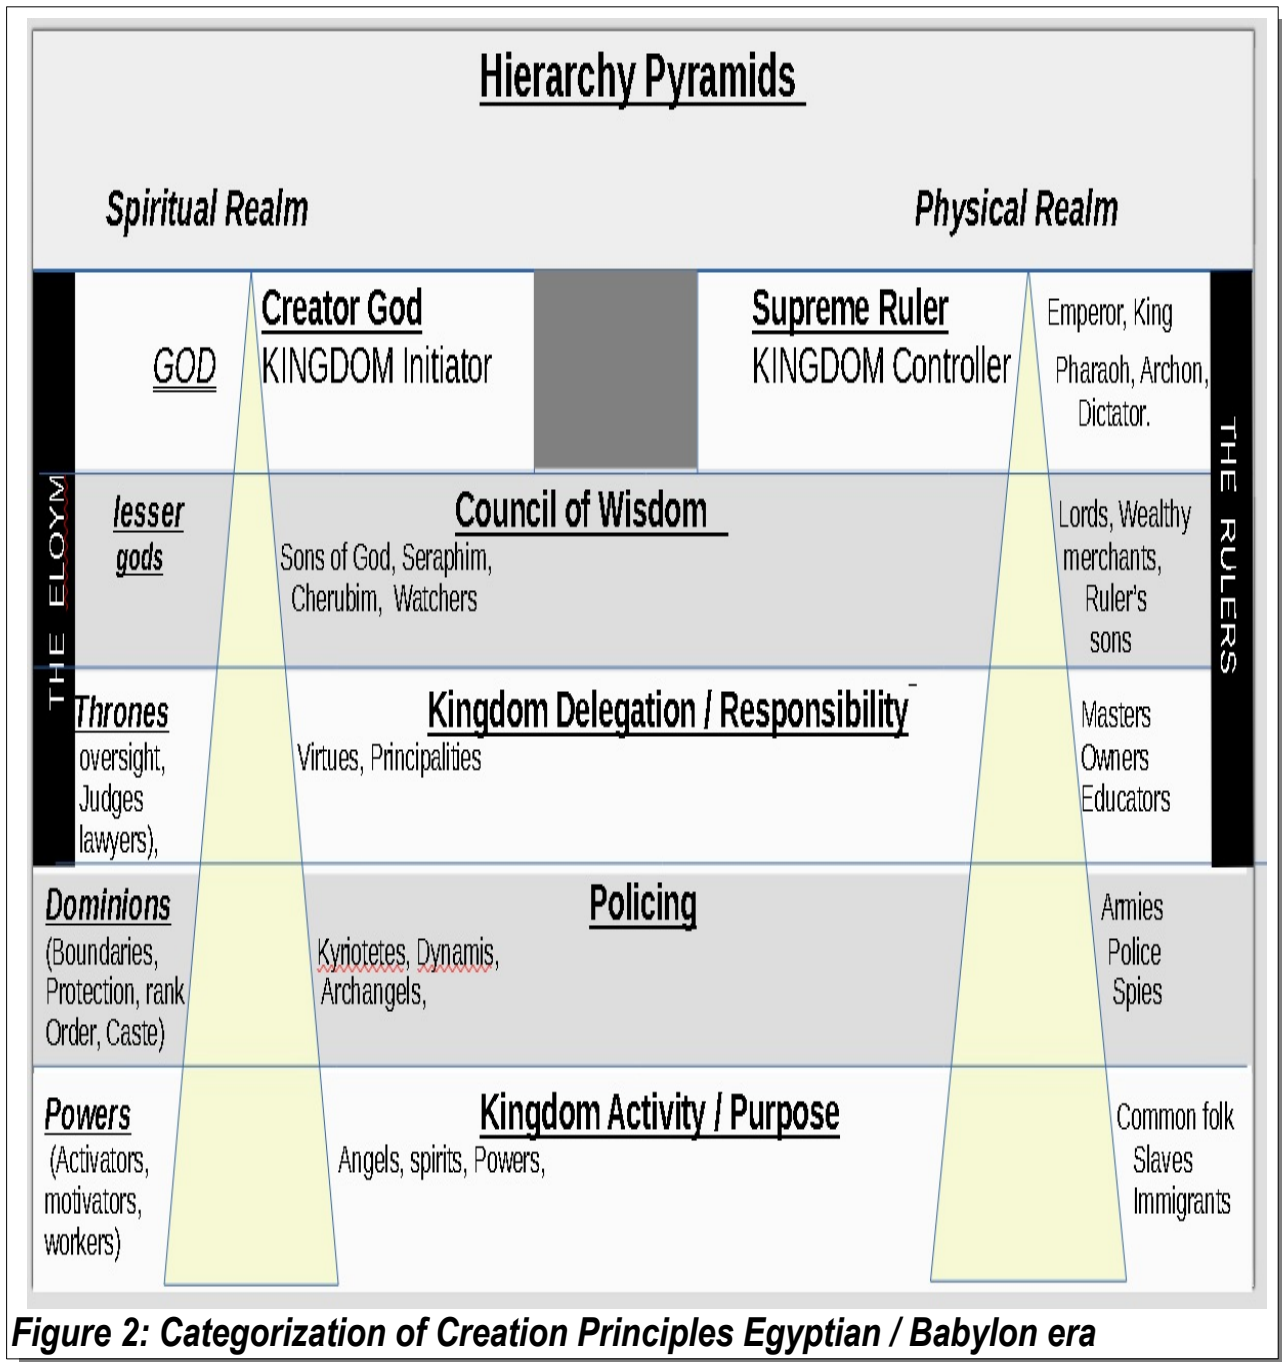 Hierarchy Pyramids
Spiritual Realm
Physical Realm
THE ELOYM
GOD
Creator God
KINGDOM Initiator
Supreme Ruler
KINGDOM Controller
Emperor, King
Pharaoh, Archon,
Dictator.
THE RULERS
lesser
gods
Council of Wisdom
Sons of God, Seraphim,
Cherubim, Watchers
Lords, Wealthy
merchants,
Ruler's
sons
Thrones
oversight,
Judges
lawyers),
Kingdom Delegation / Responsibility
Virtues, Principalities
Masters
Owners
Educators
Dominions
(Boundaries,
Protection, rank
Order, Caste)
Policing
Kyriotetes, Dynamis,
Archangels,
Armies
Police
Spies
Powers
(Activators,
motivators,
workers)
Kingdom Activity / Purpose
Angels, spirits, Powers,
Common folk
Slaves
Immigrants
Figure 2: Categorization of Creation Principles Egyptian / Babylon era